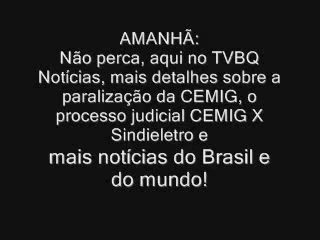 AMANHÃ:
Não perca, aqui no TVBQ
Notícias, mais detalhes sobre a
paralização da CEMIG, o
processo judicial CEMIG X
Sindieletro e
mais notícias do Brasil e
do mundo!